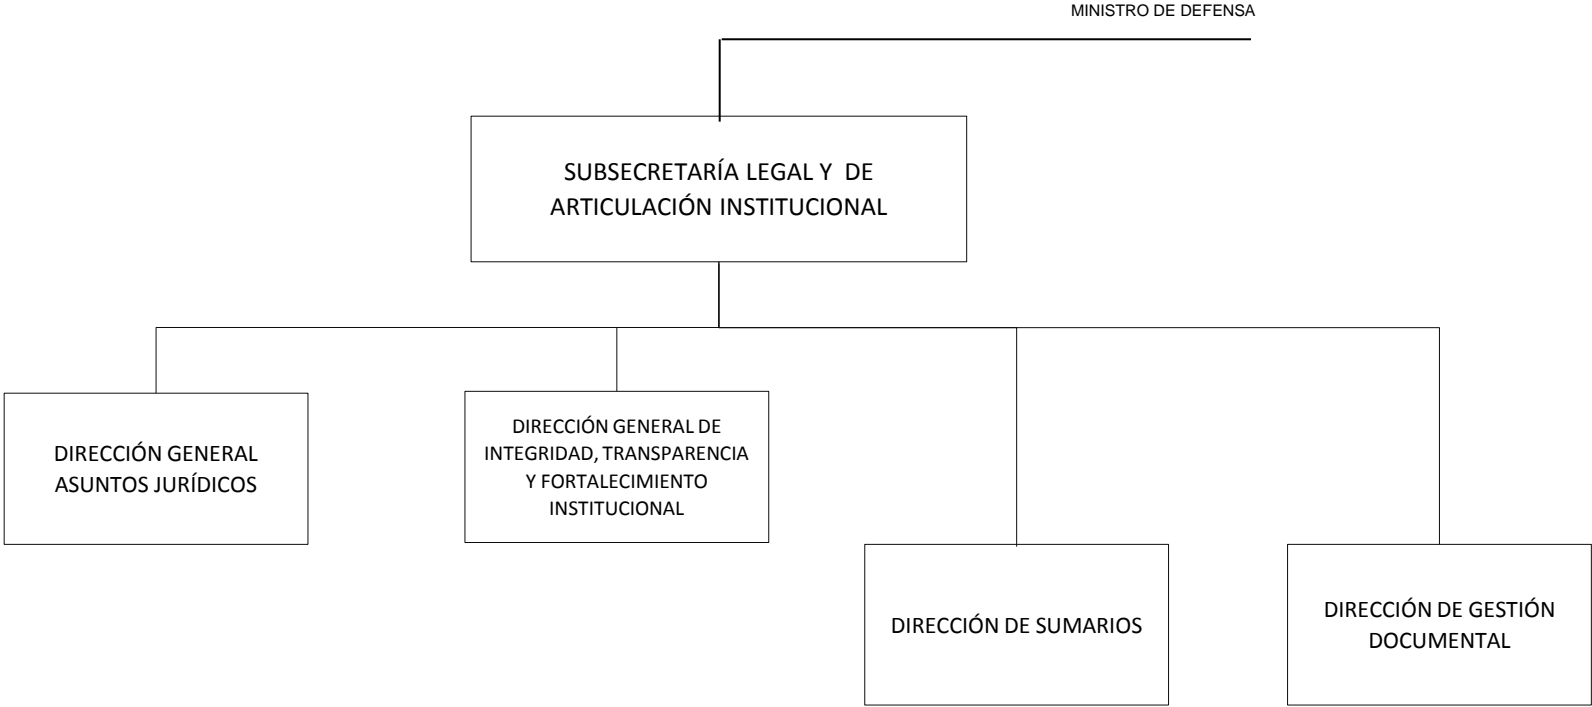 MINISTRO DE DEFENSA
SUBSECRETARÍA LEGAL Y DE
ARTICULACIÓN INSTITUCIONAL
DIRECCIÓN GENERAL
ASUNTOS JURÍDICOS
DIRECCIÓN GENERAL DE
INTEGRIDAD, TRANSPARENCIA
Y FORTALECIMIENTO
INSTITUCIONAL
DIRECCIÓN DE SUMARIOS
DIRECCIÓN DE GESTIÓN
DOCUMENTAL